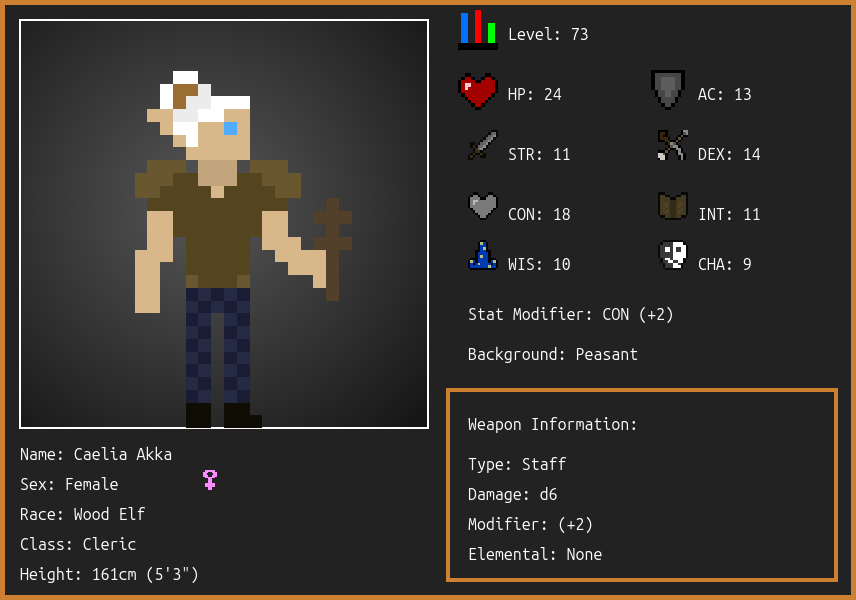 Level: 73
HP: 24
AC: 13
STR: 11
DEX: 14
CON: 18
INT: 11
WIS: 10
CHA: 9
Stat Modifier: CON (+2)
Background: Peasant
Weapon Information:
Type: Staff
Damage: d6
Modifier: (+2)
Elemental: None
Name: Caelia Akka
Sex: Female
Race: Wood Elf
Class: Cleric
Height: 161cm (5'3")